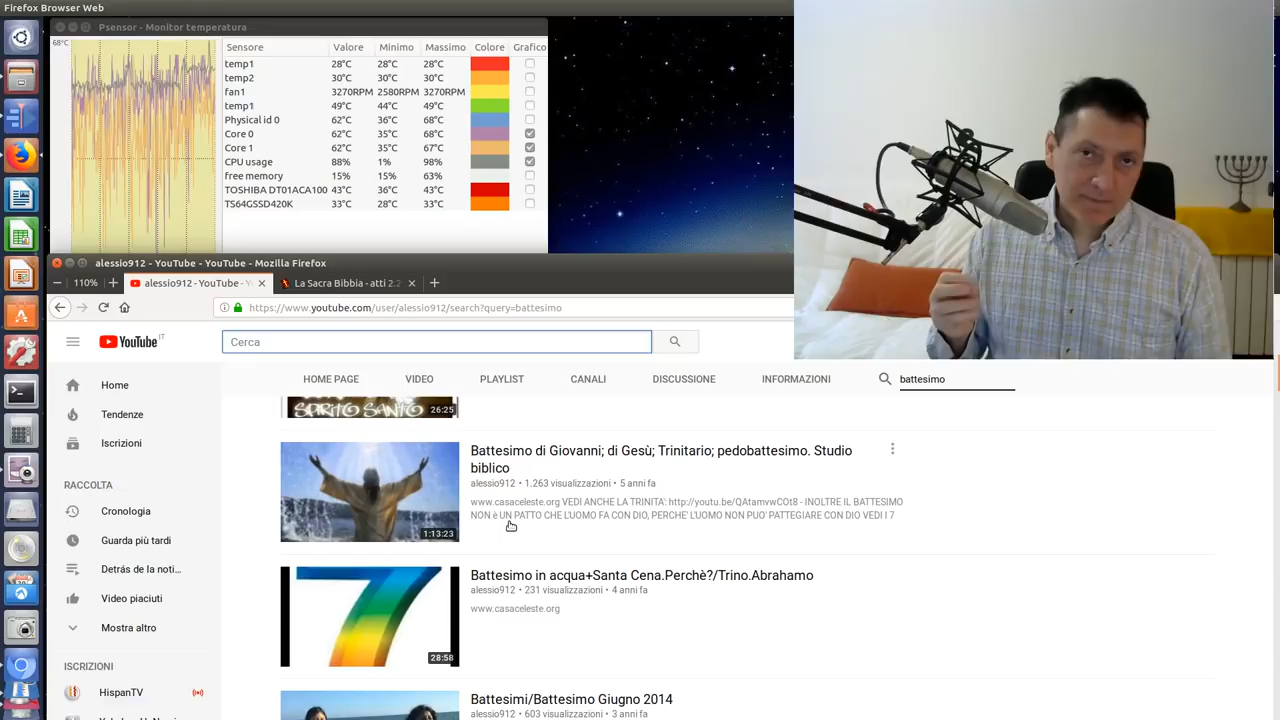 Firefox Browser Web
Psensor - Monitor temperatura
68°C
Sensore Valore Minimo Massimo Colore Grafico
temp1 28°C 28°C 28°C
temp2 30°C 30°C 30°C
fan1 3270RPM 2580RPM 3270RPM
temp1 49°C 44°C 49°C
Physical id 0 62°C 36°C 68°C
Core 0 62°C 35°C 68°C
Core 1 62°C 35°C 67°C
CPU usage 88% 1% 98%
free memory 15% 15% 63%
TOSHIBA DT01ACA100 43°C 36°C 43°C
TS64GSSD420K 33°C 28°C 33°C
alessio912 - YouTube - YouTube - Mozilla Firefox
110% alessio912 - YouTube - Y La Sacra Bibbia - atti 2.2
https://www.youtube.com/user/alessio912/search?query=battesimo
YouTube IT
Cerca
HOME PAGE VIDEO PLAYLIST CANALI DISCUSSIONE INFORMAZIONI battesimo
Home
Tendenze
Iscrizioni
RACCOLTA
Cronologia
Guarda più tardi
Detrás de la noti...
Video piaciuti
Mostra altro
ISCRIZIONI
HispanTV
SPIRITO SANTO
26:25
Battesimo di Giovanni; di Gesù; Trinitario; pedobattesimo. Studio
biblico
alessio912 • 1.263 visualizzazioni • 5 anni fa
www.casaceleste.org VEDI ANCHE LA TRINITA': http://youtu.be/QAtamvwCOt8 - INOLTRE IL BATTESIMO
NON è UN PATTO CHE L'UOMO FA CON DIO, PERCHE' L'UOMO NON PUO' PATTEGIARE CON DIO VEDI I 7
1:13:23
Battesimo in acqua+Santa Cena.Perchè?/Trino.Abrahamo
alessio912 • 231 visualizzazioni • 4 anni fa
www.casaceleste.org
7
28:58
Battesimi/Battesimo Giugno 2014
alessio912 • 603 visualizzazioni • 3 anni fa